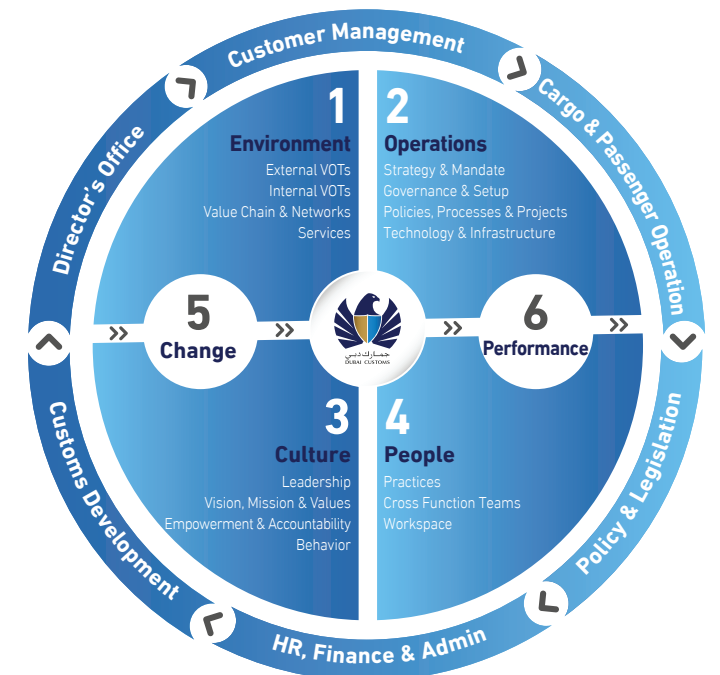 Customer Management
Cargo & Passenger Operation
Policy & Legislation
HR, Finance & Admin
Customs Development
Director's Office
1
Environment
External VOTs
Internal VOTs
Value Chain & Networks
Services
2
Operations
Strategy & Mandate
Governance & Setup
Policies, Processes & Projects
Technology & Infrastructure
5
Change
جمارك دبي
DUBAI CUSTOMS
6
Performance
3
Culture
Leadership
Vision, Mission & Values
Empowerment & Accountability
Behavior
4
People
Practices
Cross Function Teams
Workspace